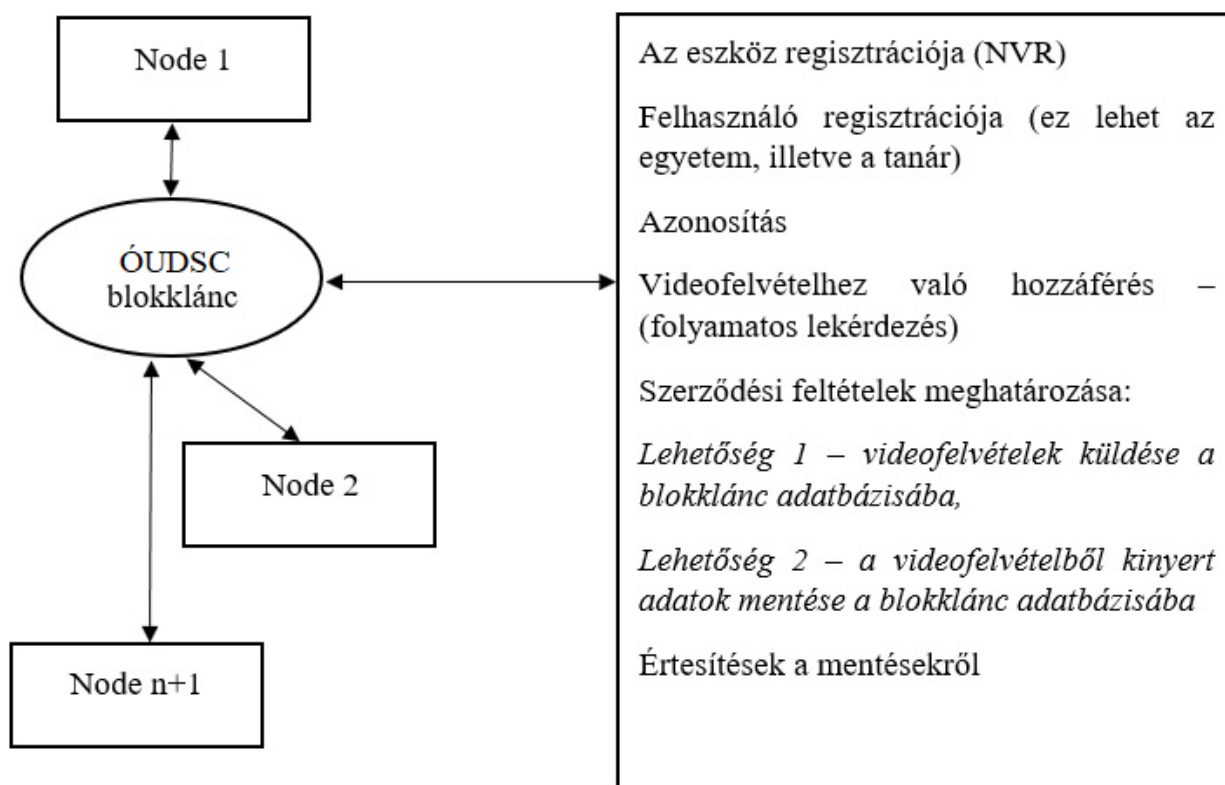 Node 1
ÓUDSC
blokklánc
Node 2
Node n+1
Az eszköz regisztrációja (NVR)
Felhasználó regisztrációja (ez lehet az
egyetem, illetve a tanár)
Azonosítás
Videofelvételhez való hozzáférés –
(folyamatos lekérdezés)
Szerződési feltételek meghatározása:
Lehetőség 1 – videofelvételek küldése a
blokklánc adatbázisába,
Lehetőség 2 – a videofelvételből kinyert
adatok mentése a blokklánc adatbázisába
Értesítések a mentésekről